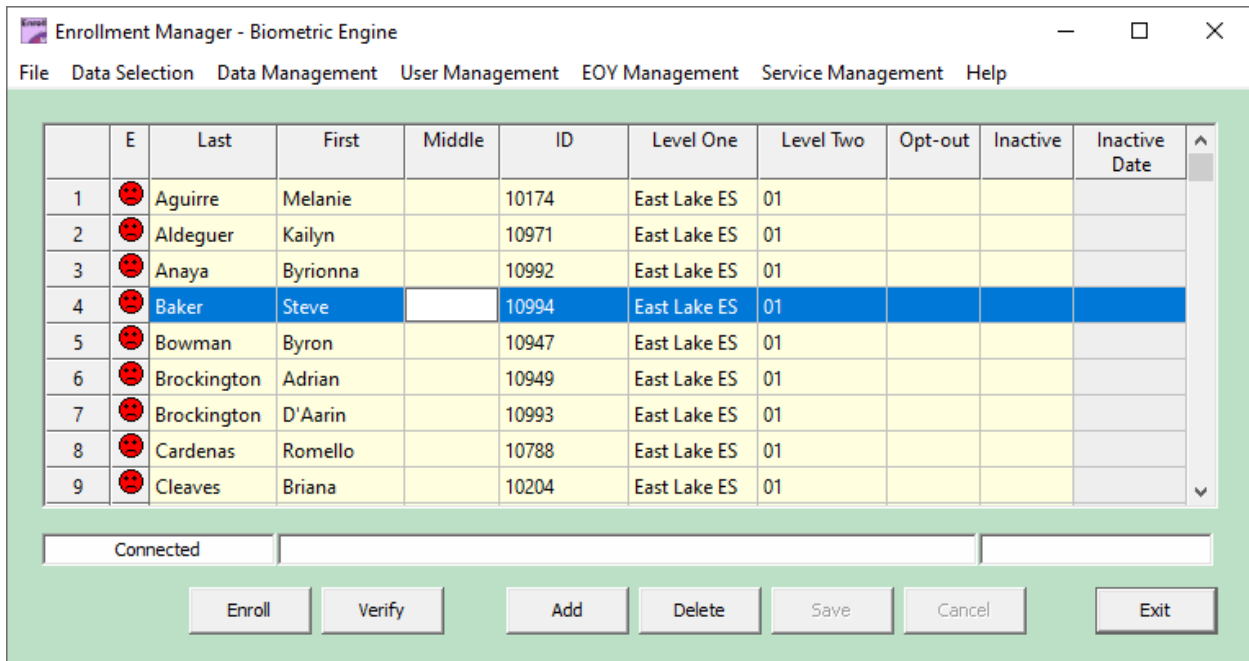 Enroll
Enrollment Manager - Biometric Engine
File Data Selection Data Management User Management EOY Management Service Management Help
E Last First Middle ID Level One Level Two Opt-out Inactive Inactive Date
1 Aguirre Melanie 10174 East Lake ES 01
2 Aldeguer Kailyn 10971 East Lake ES 01
3 Anaya Byrionna 10992 East Lake ES 01
4 Baker Steve 10994 East Lake ES 01
5 Bowman Byron 10947 East Lake ES 01
6 Brockington Adrian 10949 East Lake ES 01
7 Brockington D'Aarin 10993 East Lake ES 01
8 Cardenas Romello 10788 East Lake ES 01
9 Cleaves Briana 10204 East Lake ES 01
Connected
Enroll Verify Add Delete Save Cancel Exit